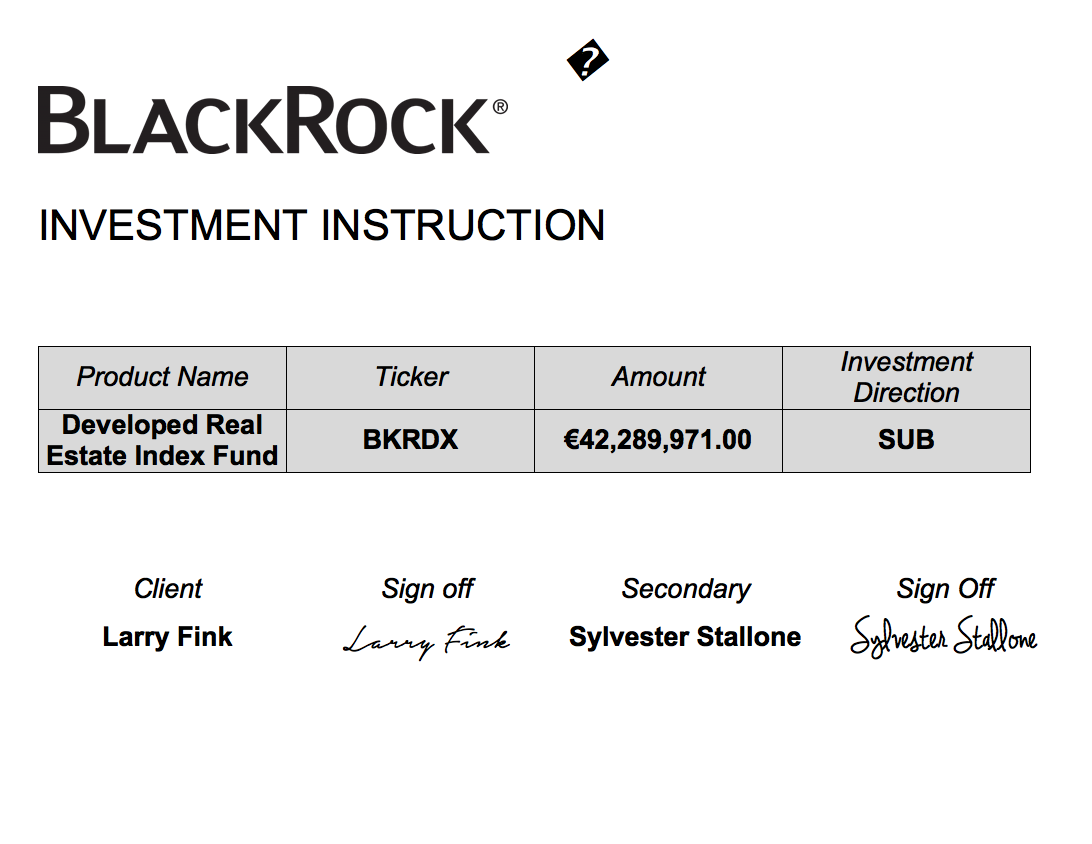 �
BLACKROCK®
INVESTMENT INSTRUCTION
Product Name Ticker Amount Investment Direction
Developed Real Estate Index Fund BKRDX €42,289,971.00 SUB
Client Sign off Secondary Sign Off
Larry Fink Larry Fink Sylvester Stallone Sylvester Stallone